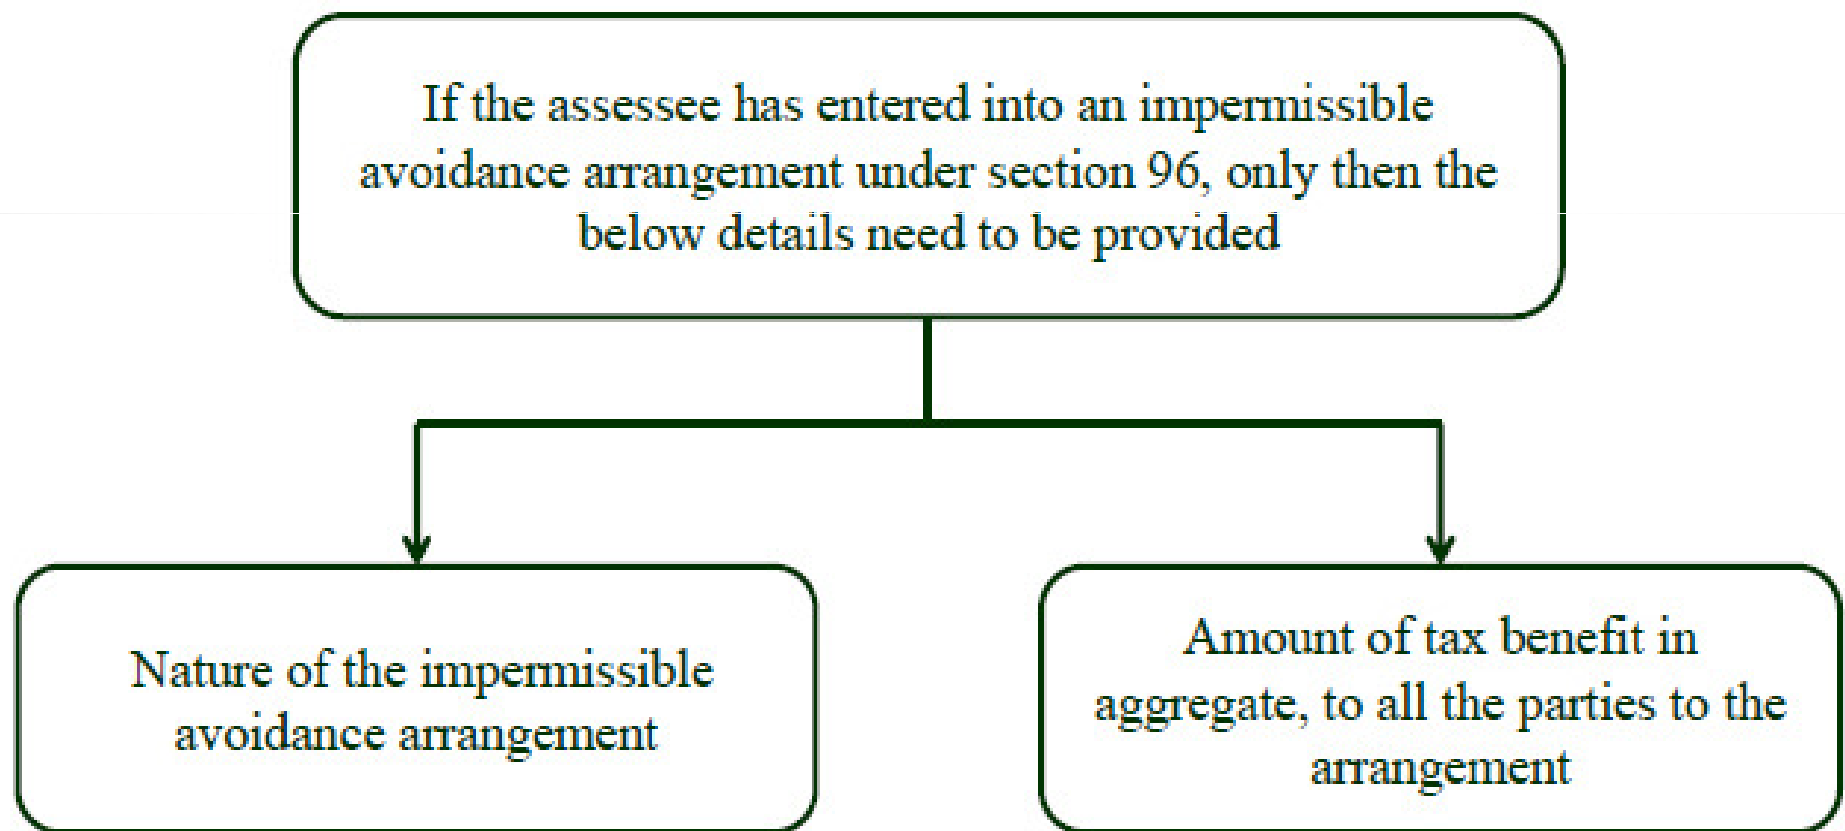 If the assessee has entered into an impermissible
avoidance arrangement under section 96, only then the
below details need to be provided
Nature of the impermissible
avoidance arrangement
Amount of tax benefit in
aggregate, to all the parties to the
arrangement